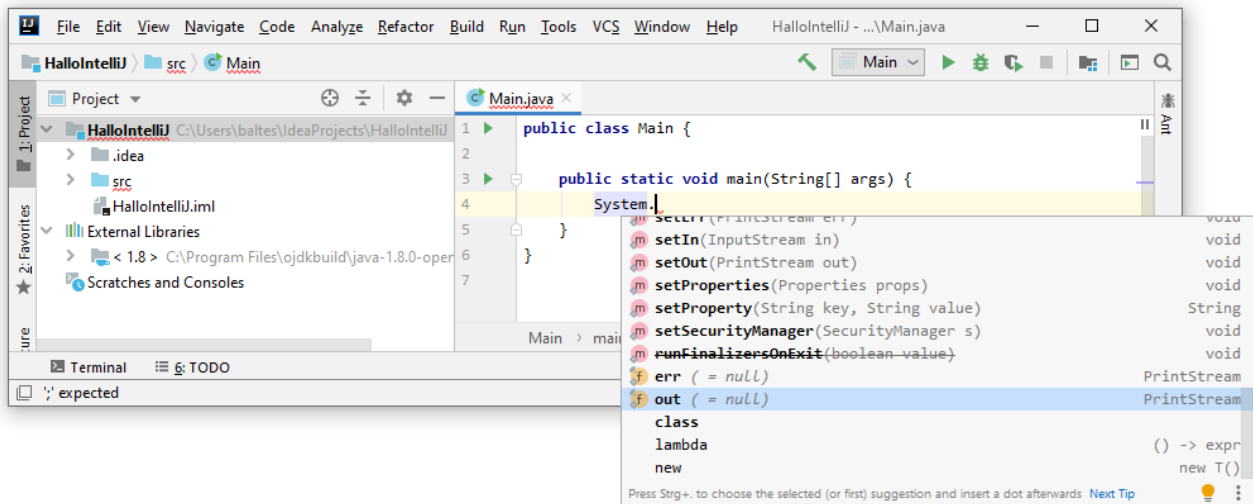 IJ File Edit View Navigate Code Analyze Refactor Build Run Tools VCS Window Help HalloIntelliJ - ...\Main.java
HalloIntelliJ src Main Main
Project
Main.java
1: Project
2: Favorites
Ant
HalloIntelliJ C:\Users\baltes\IdeaProjects\HalloIntelliJ
.idea
src
HalloIntelliJ.iml
External Libraries
< 1.8 > C:\Program Files\ojdkbuild\java-1.8.0-oper
Scratches and Consoles
1 public class Main {
2
3 public static void main(String[] args) {
4 System.
5 }
6 }
7
Main > mai
setErr(PrintStream err) void
setIn(InputStream in) void
setOut(PrintStream out) void
setProperties(Properties props) void
setProperty(String key, String value) String
setSecurityManager(SecurityManager s) void
runFinalizersOnExit(boolean value) void
err ( = null) PrintStream
out ( = null) PrintStream
class
lambda () -> expr
new new T()
Press Strg+. to choose the selected (or first) suggestion and insert a dot afterwards Next Tip
Terminal 6: TODO
';' expected